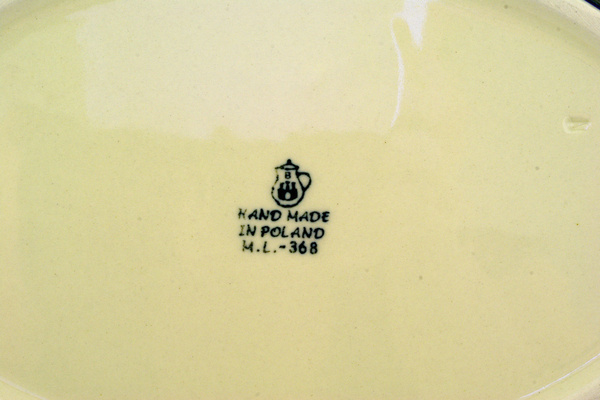 B
HAND MADE
IN POLAND
M.L.-368